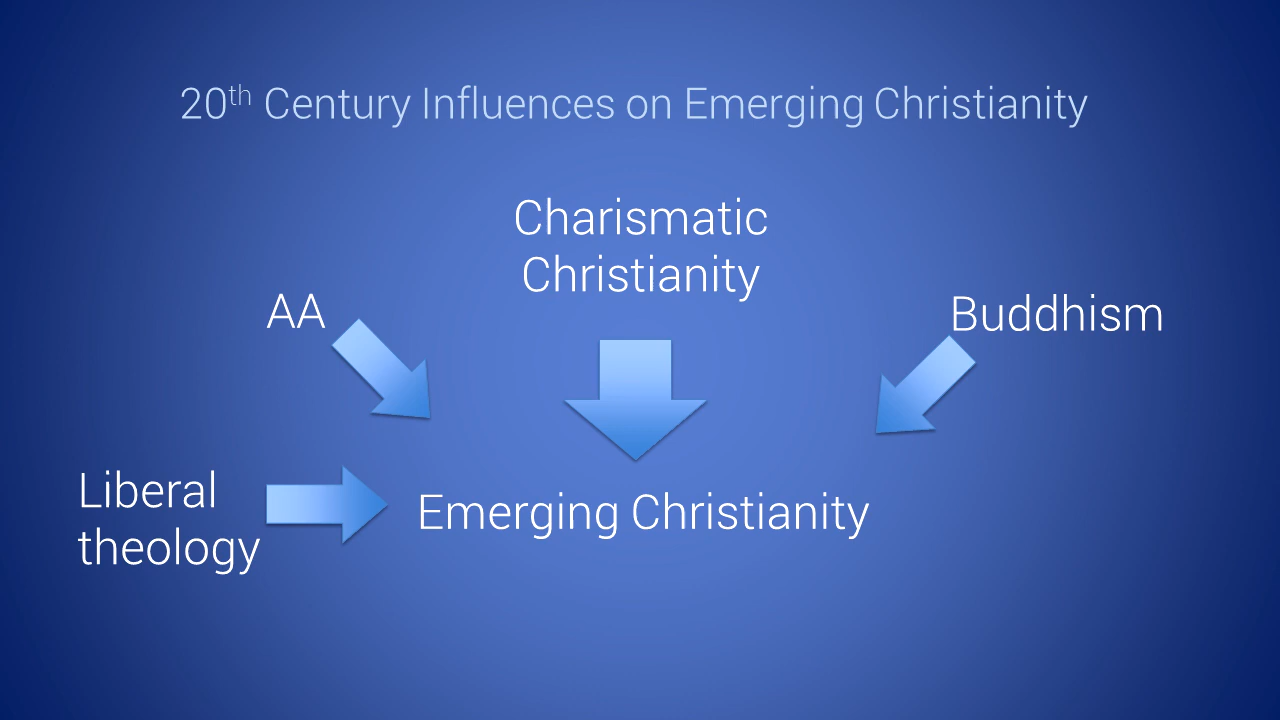 20th Century Influences on Emerging Christianity
Charismatic
Christianity
AA
Buddhism
Liberal
theology
Emerging Christianity